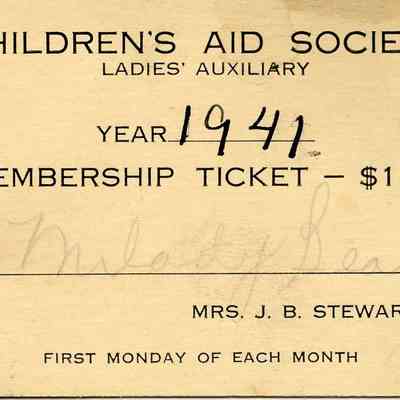 HILDREN'S AID SOCIE
LADIES' AUXILIARY
YEAR 1941
EMBERSHIP TICKET – $1
MRS. J. B. STEWAR
FIRST MONDAY OF EACH MONTH